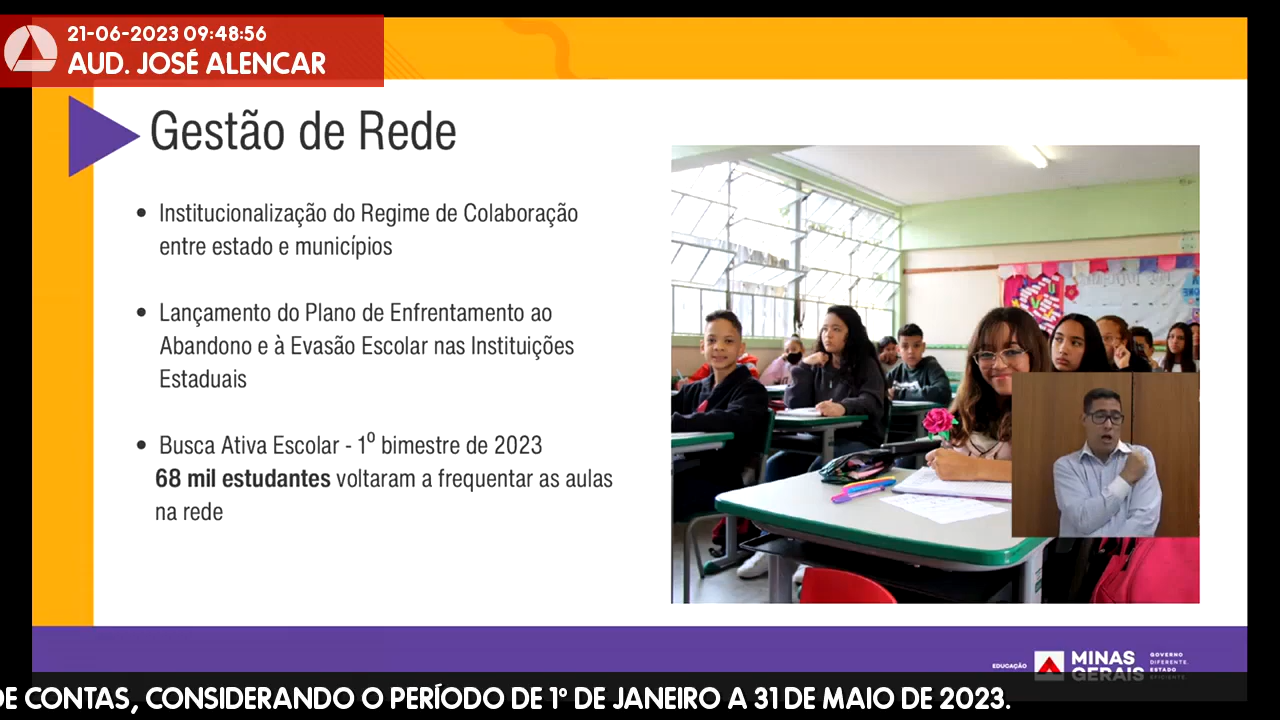 21-06-2023 09:48:56
AUD. JOSÉ ALENCAR
Gestão de Rede
• Institucionalização do Regime de Colaboração
entre estado e municípios
• Lançamento do Plano de Enfrentamento ao
Abandono e à Evasão Escolar nas Instituições
Estaduais
• Busca Ativa Escolar - 1º bimestre de 2023
68 mil estudantes voltaram a frequentar as aulas
na rede
EDUCAÇÃO
MINAS
GERAIS
GOVERNO
DIFERENTE.
ESTADO
EFICIENTE.
DE CONTAS, CONSIDERANDO O PERÍODO DE 1º DE JANEIRO A 31 DE MAIO DE 2023.